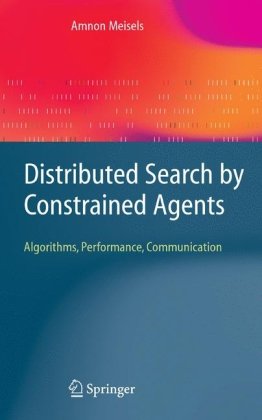 Amnon Meisels
Distributed Search by
Constrained Agents
Algorithms, Performance, Communication
Springer